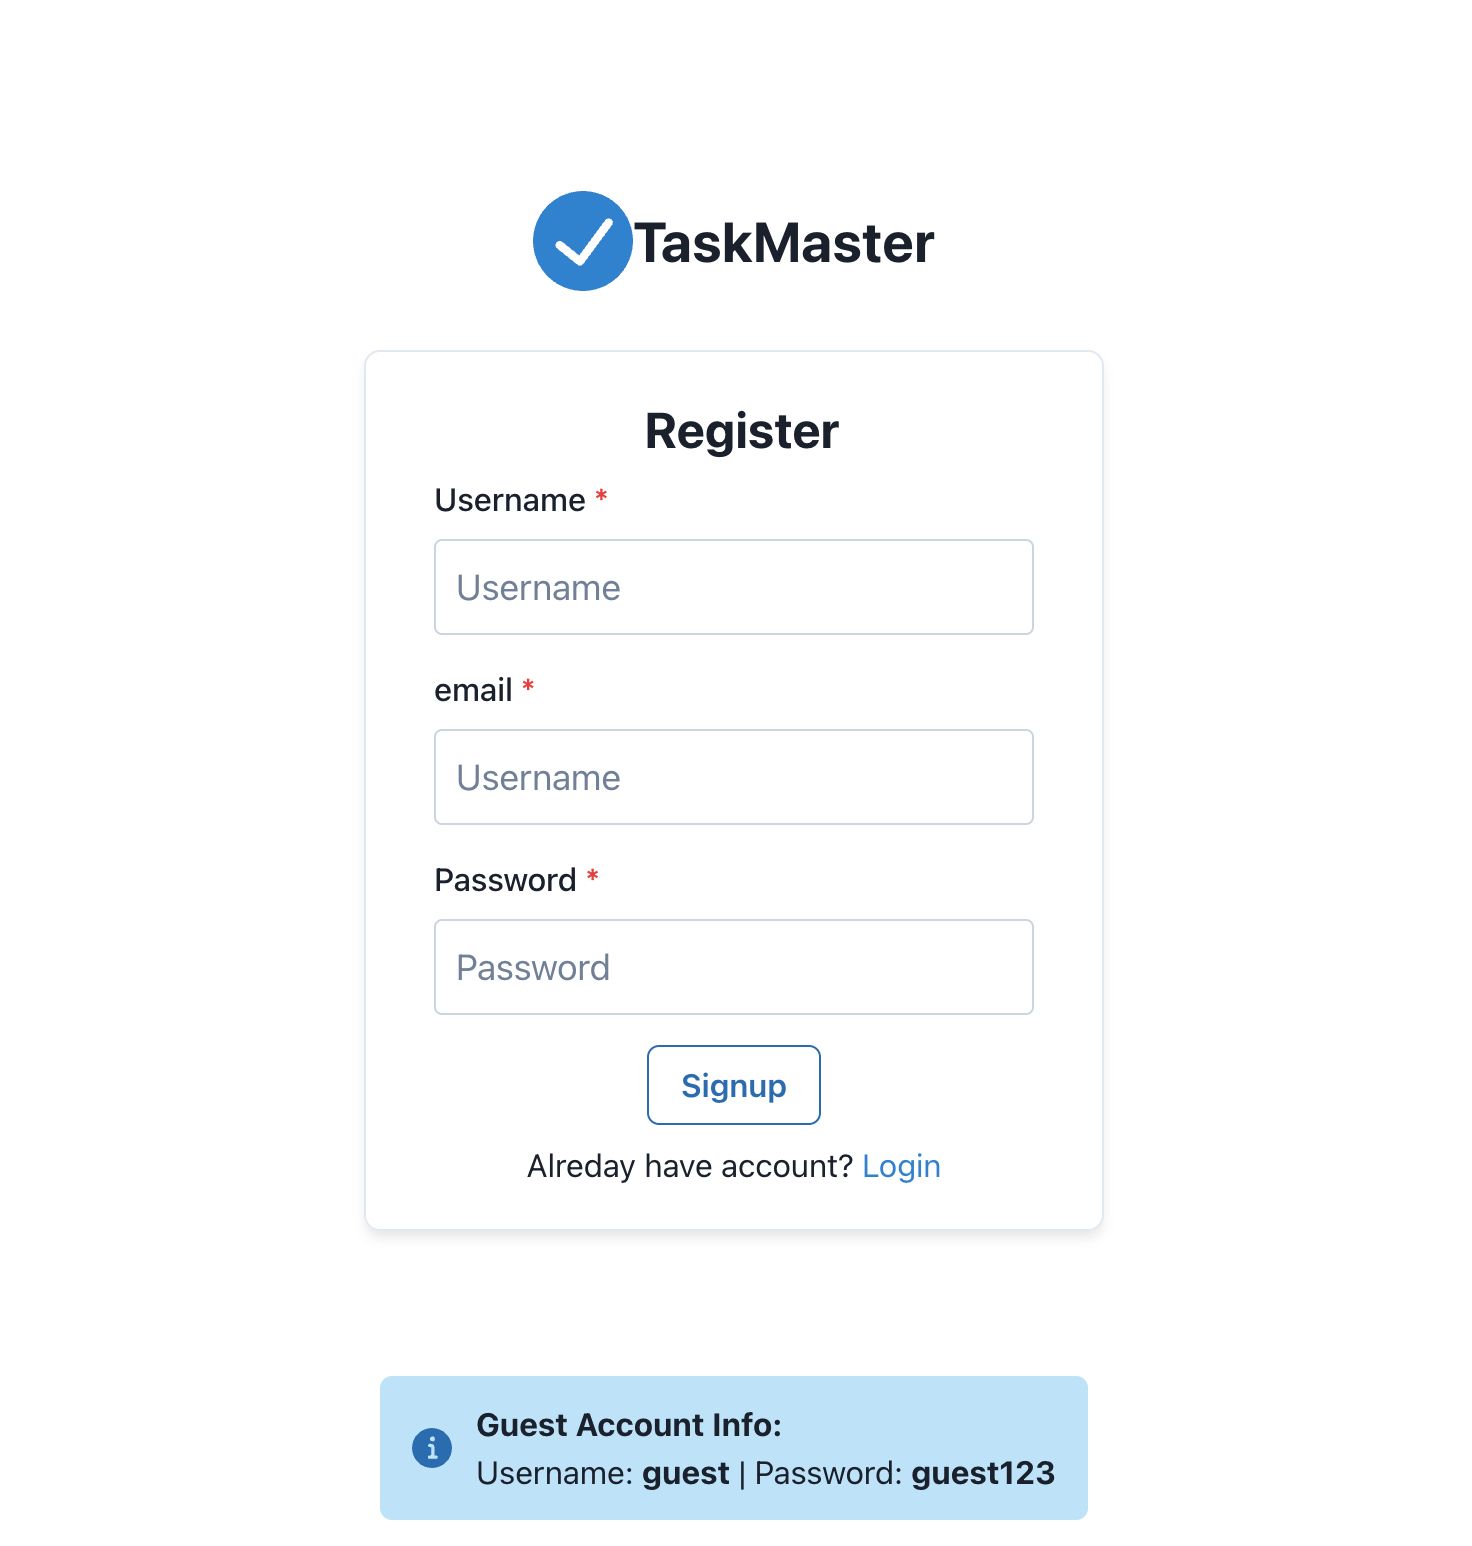 TaskMaster
Register
Username *
Username
email *
Username
Password *
Password
Signup
Alreday have account? Login
Guest Account Info:
Username: guest | Password: guest123